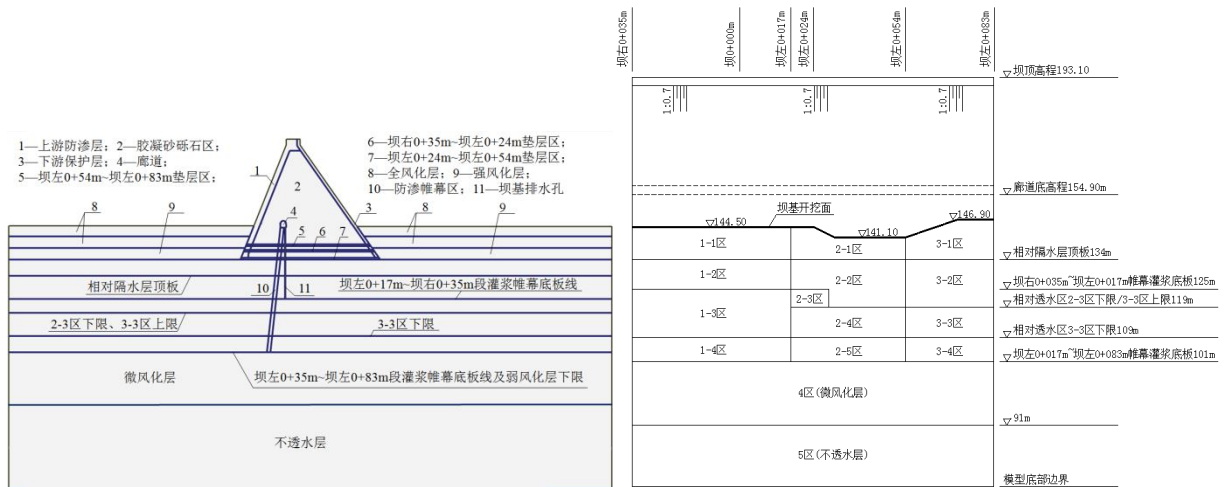 1—上游防渗层；2—胶凝砂砾石区；
3—下游保护层；4—廊道；
5—坝左0+54m~坝左0+83m垫层区；
6—坝右0+35m~坝左0+24m垫层区；
7—坝左0+24m~坝左0+54m垫层区；
8—全风化层；9—强风化层；
10—防渗帷幕区；11—坝基排水孔
1
2
3
4
5
6
7
8
9
8
9
10
11
相对隔水层顶板
坝左0+17m~坝右0+35m段灌浆帷幕底板线
2-3区下限、3-3区上限
3-3区下限
微风化层
坝左0+35m~坝左0+83m段灌浆帷幕底板线及弱风化层下限
不透水层
坝右0+035m
坝0+000m
坝左0+017m
坝左0+024m
坝左0+054m
坝左0+083m
坝顶高程193.10
1:0.7
1:0.7
1:0.7
廊道底高程154.90m
坝基开挖面
144.50
141.10
146.90
1-1区
2-1区
3-1区
相对隔水层顶板134m
1-2区
2-2区
3-2区
坝右0+035m~坝左0+017m帷幕灌浆底板125m
2-3区
相对透水区2-3区下限/3-3区上限119m
1-3区
2-4区
3-3区
相对透水区3-3区下限109m
1-4区
2-5区
3-4区
坝左0+017m~坝左0+083m帷幕灌浆底板101m
4区(微风化层)
91m
5区(不透水层)
模型底部边界